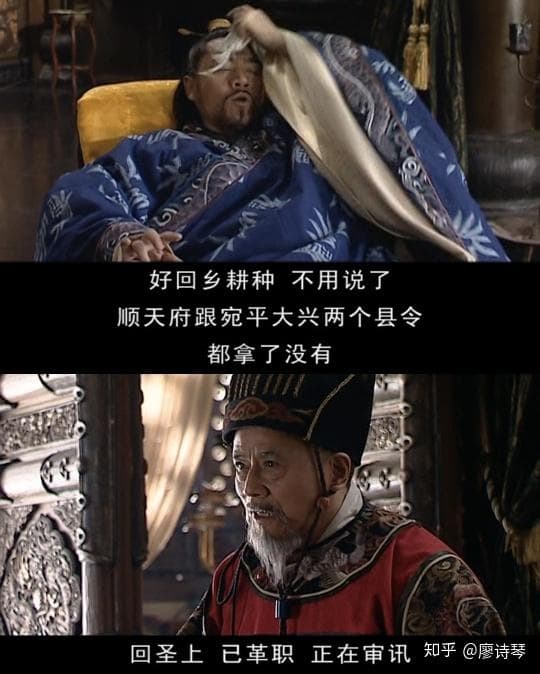 好回乡耕种 不用说了
顺天府跟宛平大兴两个县令
都拿了没有
回圣上 已革职 正在审讯
知乎 @廖诗琴